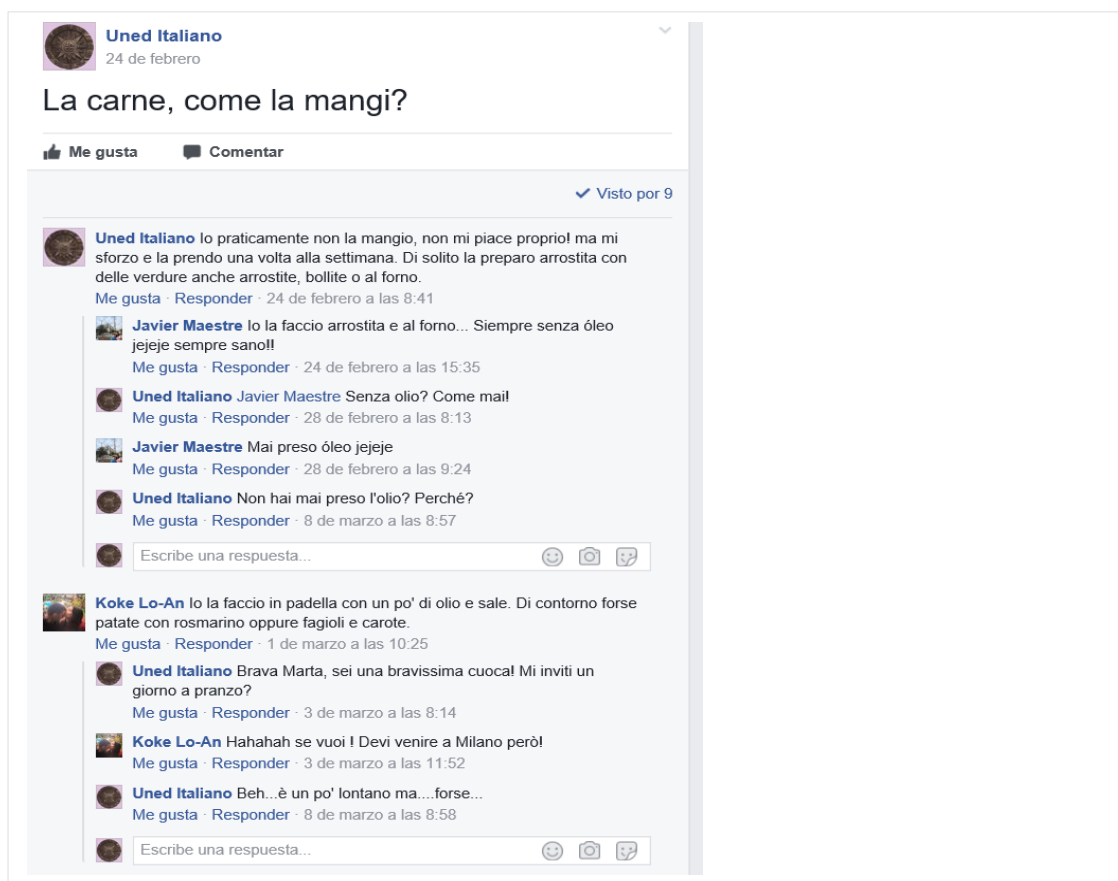 Uned Italiano
24 de febrero
La carne, come la mangi?
Me gusta Comentar
Visto por 9
Uned Italiano Io praticamente non la mangio, non mi piace proprio! ma mi
sforzo e la prendo una volta alla settimana. Di solito la preparo arrostita con
delle verdure anche arrostite, bollite o al forno.
Me gusta · Responder · 24 de febrero a las 8:41
Javier Maestre Io la faccio arrostita e al forno... Siempre senza óleo
jejeje sempre sano!!
Me gusta · Responder · 24 de febrero a las 15:35
Uned Italiano Javier Maestre Senza olio? Come mai!
Me gusta · Responder · 28 de febrero a las 8:13
Javier Maestre Mai preso óleo jejeje
Me gusta · Responder · 28 de febrero a las 9:24
Uned Italiano Non hai mai preso l'olio? Perché?
Me gusta · Responder · 8 de marzo a las 8:57
Escribe una respuesta...
Koke Lo-An Io la faccio in padella con un po' di olio e sale. Di contorno forse
patate con rosmarino oppure fagioli e carote.
Me gusta · Responder · 1 de marzo a las 10:25
Uned Italiano Brava Marta, sei una bravissima cuoca! Mi inviti un
giorno a pranzo?
Me gusta · Responder · 3 de marzo a las 8:14
Koke Lo-An Hahahah se vuoi ! Devi venire a Milano però!
Me gusta · Responder · 3 de marzo a las 11:52
Uned Italiano Beh...è un po' lontano ma....forse...
Me gusta · Responder · 8 de marzo a las 8:58
Escribe una respuesta...